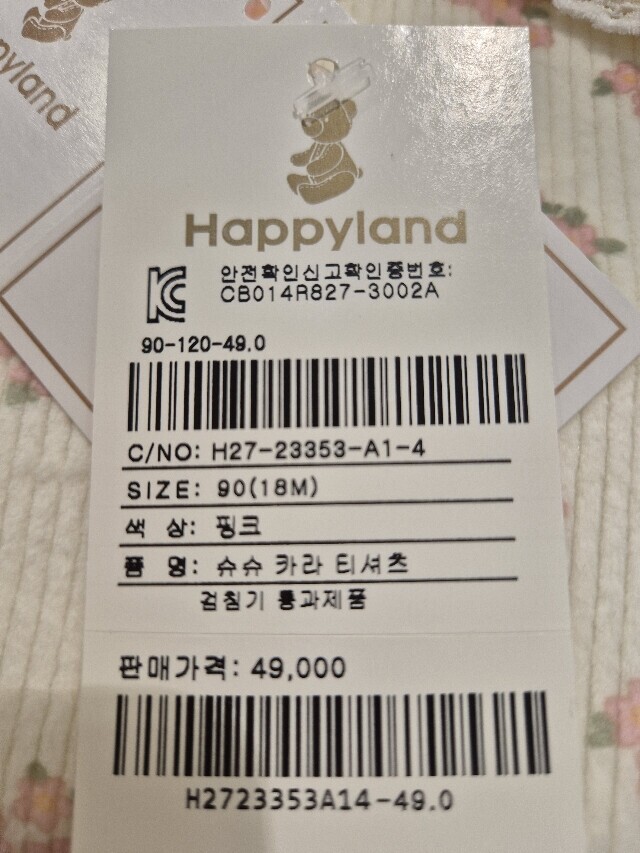 Happyland
Happyland
안전확인신고확인증번호:
CB014R827-3002A
90-120-49.0
C/NO: H27-23353-A1-4
SIZE: 90(18M)
색 상: 핑크
품 명: 슈슈 카라 티셔츠
검침기 통과제품
판매가격: 49,000
H2723353A14-49.0